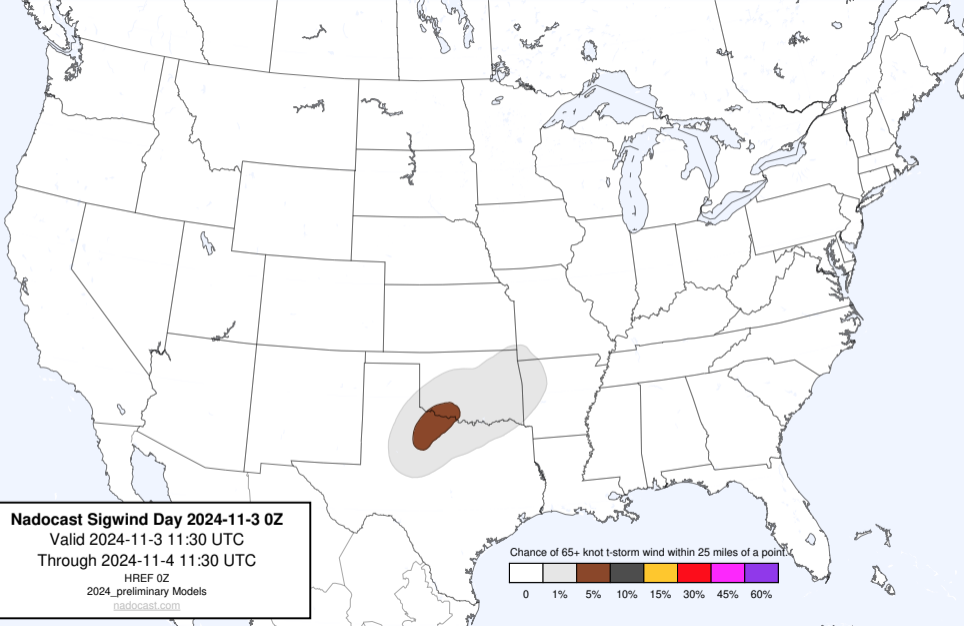 Nadocast Sigwind Day 2024-11-3 0Z
Valid 2024-11-3 11:30 UTC
Through 2024-11-4 11:30 UTC
HREF 0Z
2024_preliminary Models
nadocast.com
Chance of 65+ knot t-storm wind within 25 miles of a point.
0 1% 5% 10% 15% 30% 45% 60%